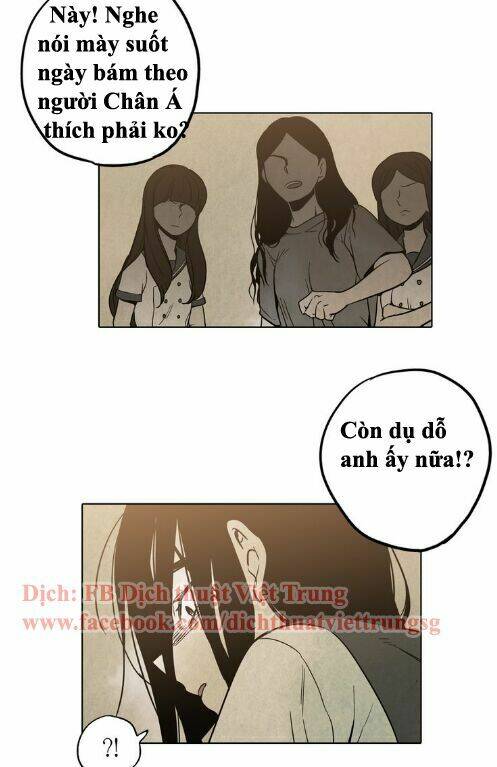 Này! Nghe
nói mày suốt
ngày bám theo
người Chân Á
thích phải ko?
Còn dụ dỗ
anh ấy nữa!?
Dịch: FB Dịch thuật Việt Trung
www.facebook.com/dichthuatviettrungsg
?!